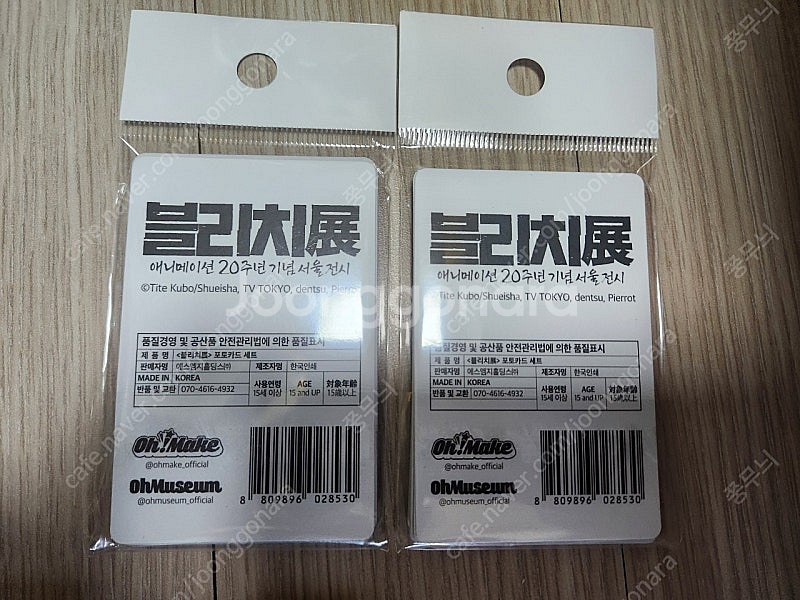 블리치展
애니메이션 20주년 기념 서울 전시
©Tite Kubo/Shueisha, TV TOKYO, dentsu, Pierrot
품질경영 및 공산품 안전관리법에 의한 품질표시
제 품 명 <블리치展> 포토카드 세트
판매자명 에스엠지홀딩스㈜ 제조자명 한국인쇄
MADE IN KOREA
반품 및 교환 070-4616-4932
사용연령 15세 이상
AGE 15 and UP
対象年齢 15歳以上
Oh!Make
@ohmake_official
OhMuseum
@ohmuseum_official
8 809896 028530
블리치展
애니메이션 20주년 기념 서울 전시
Tite Kubo/Shueisha, TV TOKYO, dentsu, Pierrot
품질경영 및 공산품 안전관리법에 의한 품질표시
제 품 명 <블리치展> 포토카드 세트
판매자명 에스엠지홀딩스㈜ 제조자명 한국인쇄
MADE IN KOREA
반품 및 교환 070-4616-4932
사용연령 15세 이상
AGE 15 and UP
対象年齢 15歳以上
Oh!Make
@ohmake_official
OhMuseum
@ohmuseum_official
8 809896 028530
Joonggonara
cafe.naver.com/joonggonara
중무늬